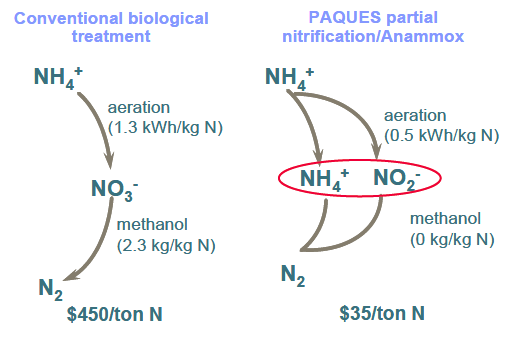 Conventional biological
treatment
NH₄⁺
aeration
(1.3 kWh/kg N)
NO₃⁻
methanol
(2.3 kg/kg N)
N₂
$450/ton N
PAQUES partial
nitrification/Anammox
NH₄⁺
aeration
(0.5 kWh/kg N)
NH₄⁺ NO₂⁻
methanol
(0 kg/kg N)
N₂
$35/ton N